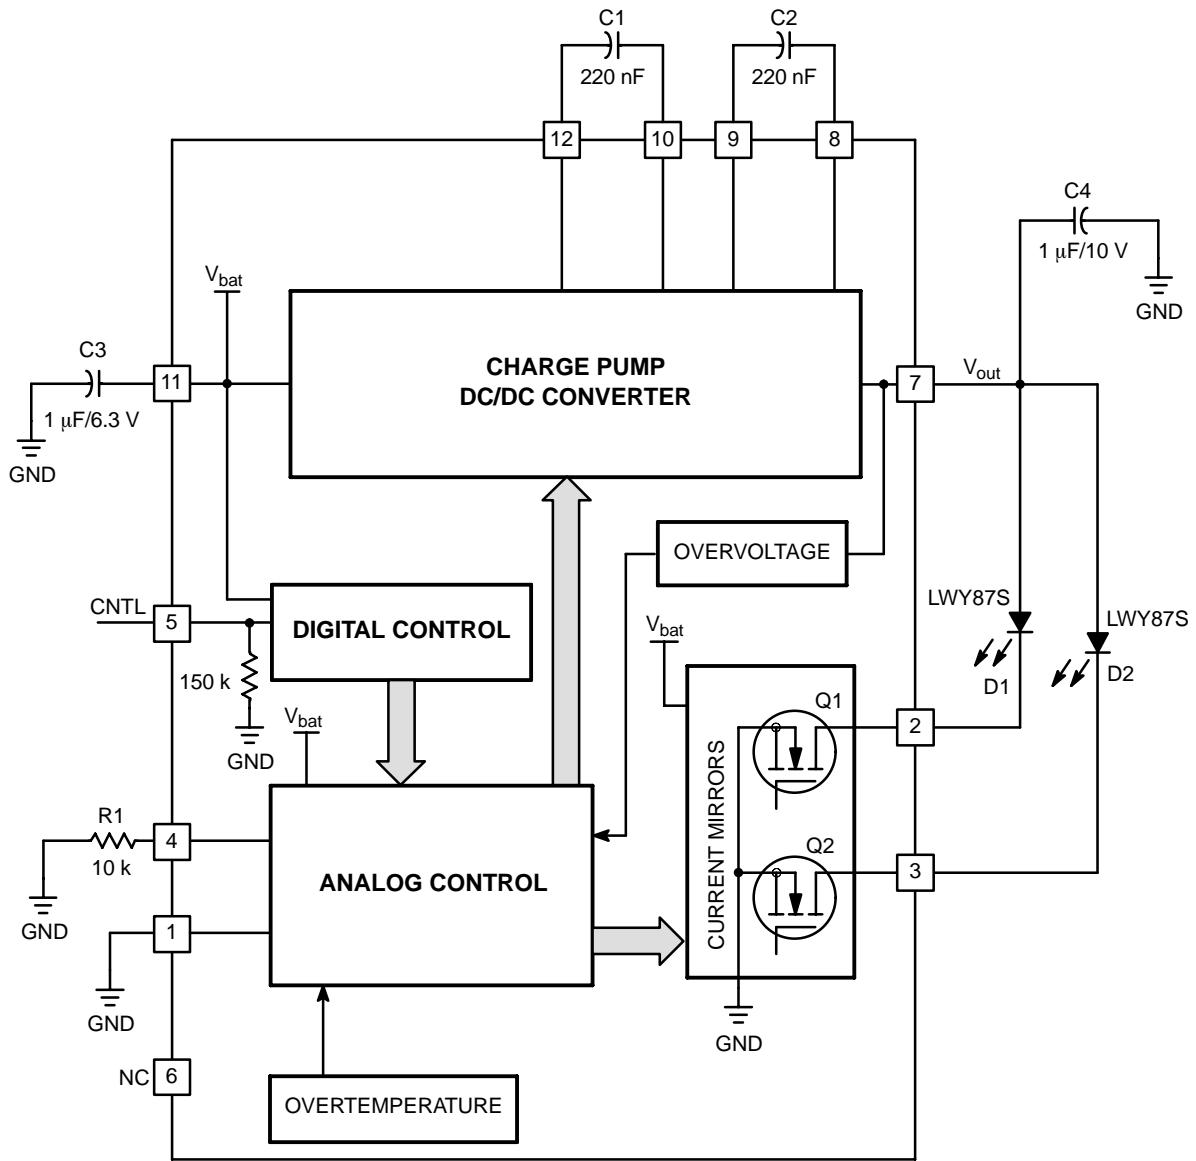 C1
C2
220 nF
220 nF
12
10
9
8
C4
1 μF/10 V
GND
Vbat
C3
1 μF/6.3 V
GND
11
CHARGE PUMP
DC/DC CONVERTER
7
Vout
OVERVOLTAGE
CNTL
5
DIGITAL CONTROL
150 k
GND
Vbat
Vbat
LWY87S
D1
LWY87S
D2
CURRENT MIRRORS
Q1
2
Q2
3
GND
R1
10 k
4
GND
ANALOG CONTROL
1
GND
NC
6
OVERTEMPERATURE